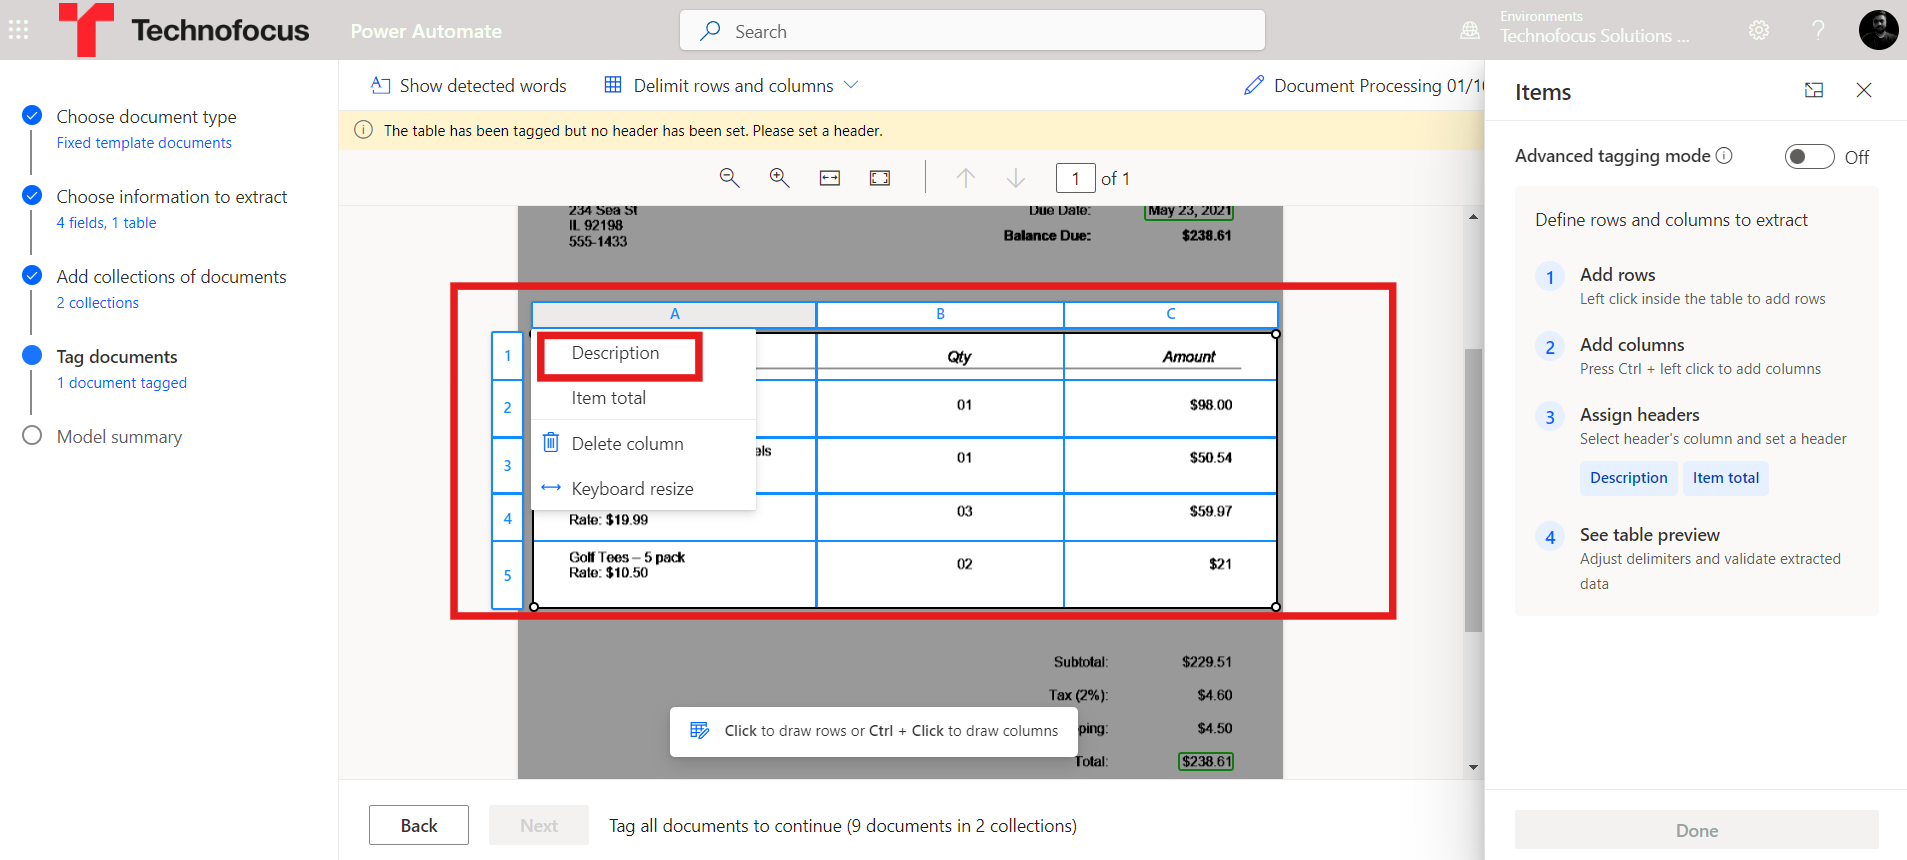 Technofocus
Power Automate
Search
Environments
Technofocus Solutions ...
Choose document type
Fixed template documents
Choose information to extract
4 fields, 1 table
Add collections of documents
2 collections
Tag documents
1 document tagged
Model summary
Show detected words
Delimit rows and columns
Document Processing 01/10
The table has been tagged but no header has been set. Please set a header.
1 of 1
234 Sea St
IL 92198
555-1433
Due Date: May 23, 2021
Balance Due: $238.61
A B C
1 Qty Amount
2 01 $98.00
3 els 01 $50.54
4 Rate: $19.99 03 $59.97
5 Golf Tees – 5 pack
Rate: $10.50 02 $21
Description
Item total
Delete column
Keyboard resize
Subtotal: $229.51
Tax (2%): $4.60
ping: $4.50
Total: $238.61
Click to draw rows or Ctrl + Click to draw columns
Back
Next
Tag all documents to continue (9 documents in 2 collections)
Items
Advanced tagging mode
Off
Define rows and columns to extract
1 Add rows
Left click inside the table to add rows
2 Add columns
Press Ctrl + left click to add columns
3 Assign headers
Select header's column and set a header
Description Item total
4 See table preview
Adjust delimiters and validate extracted
data
Done